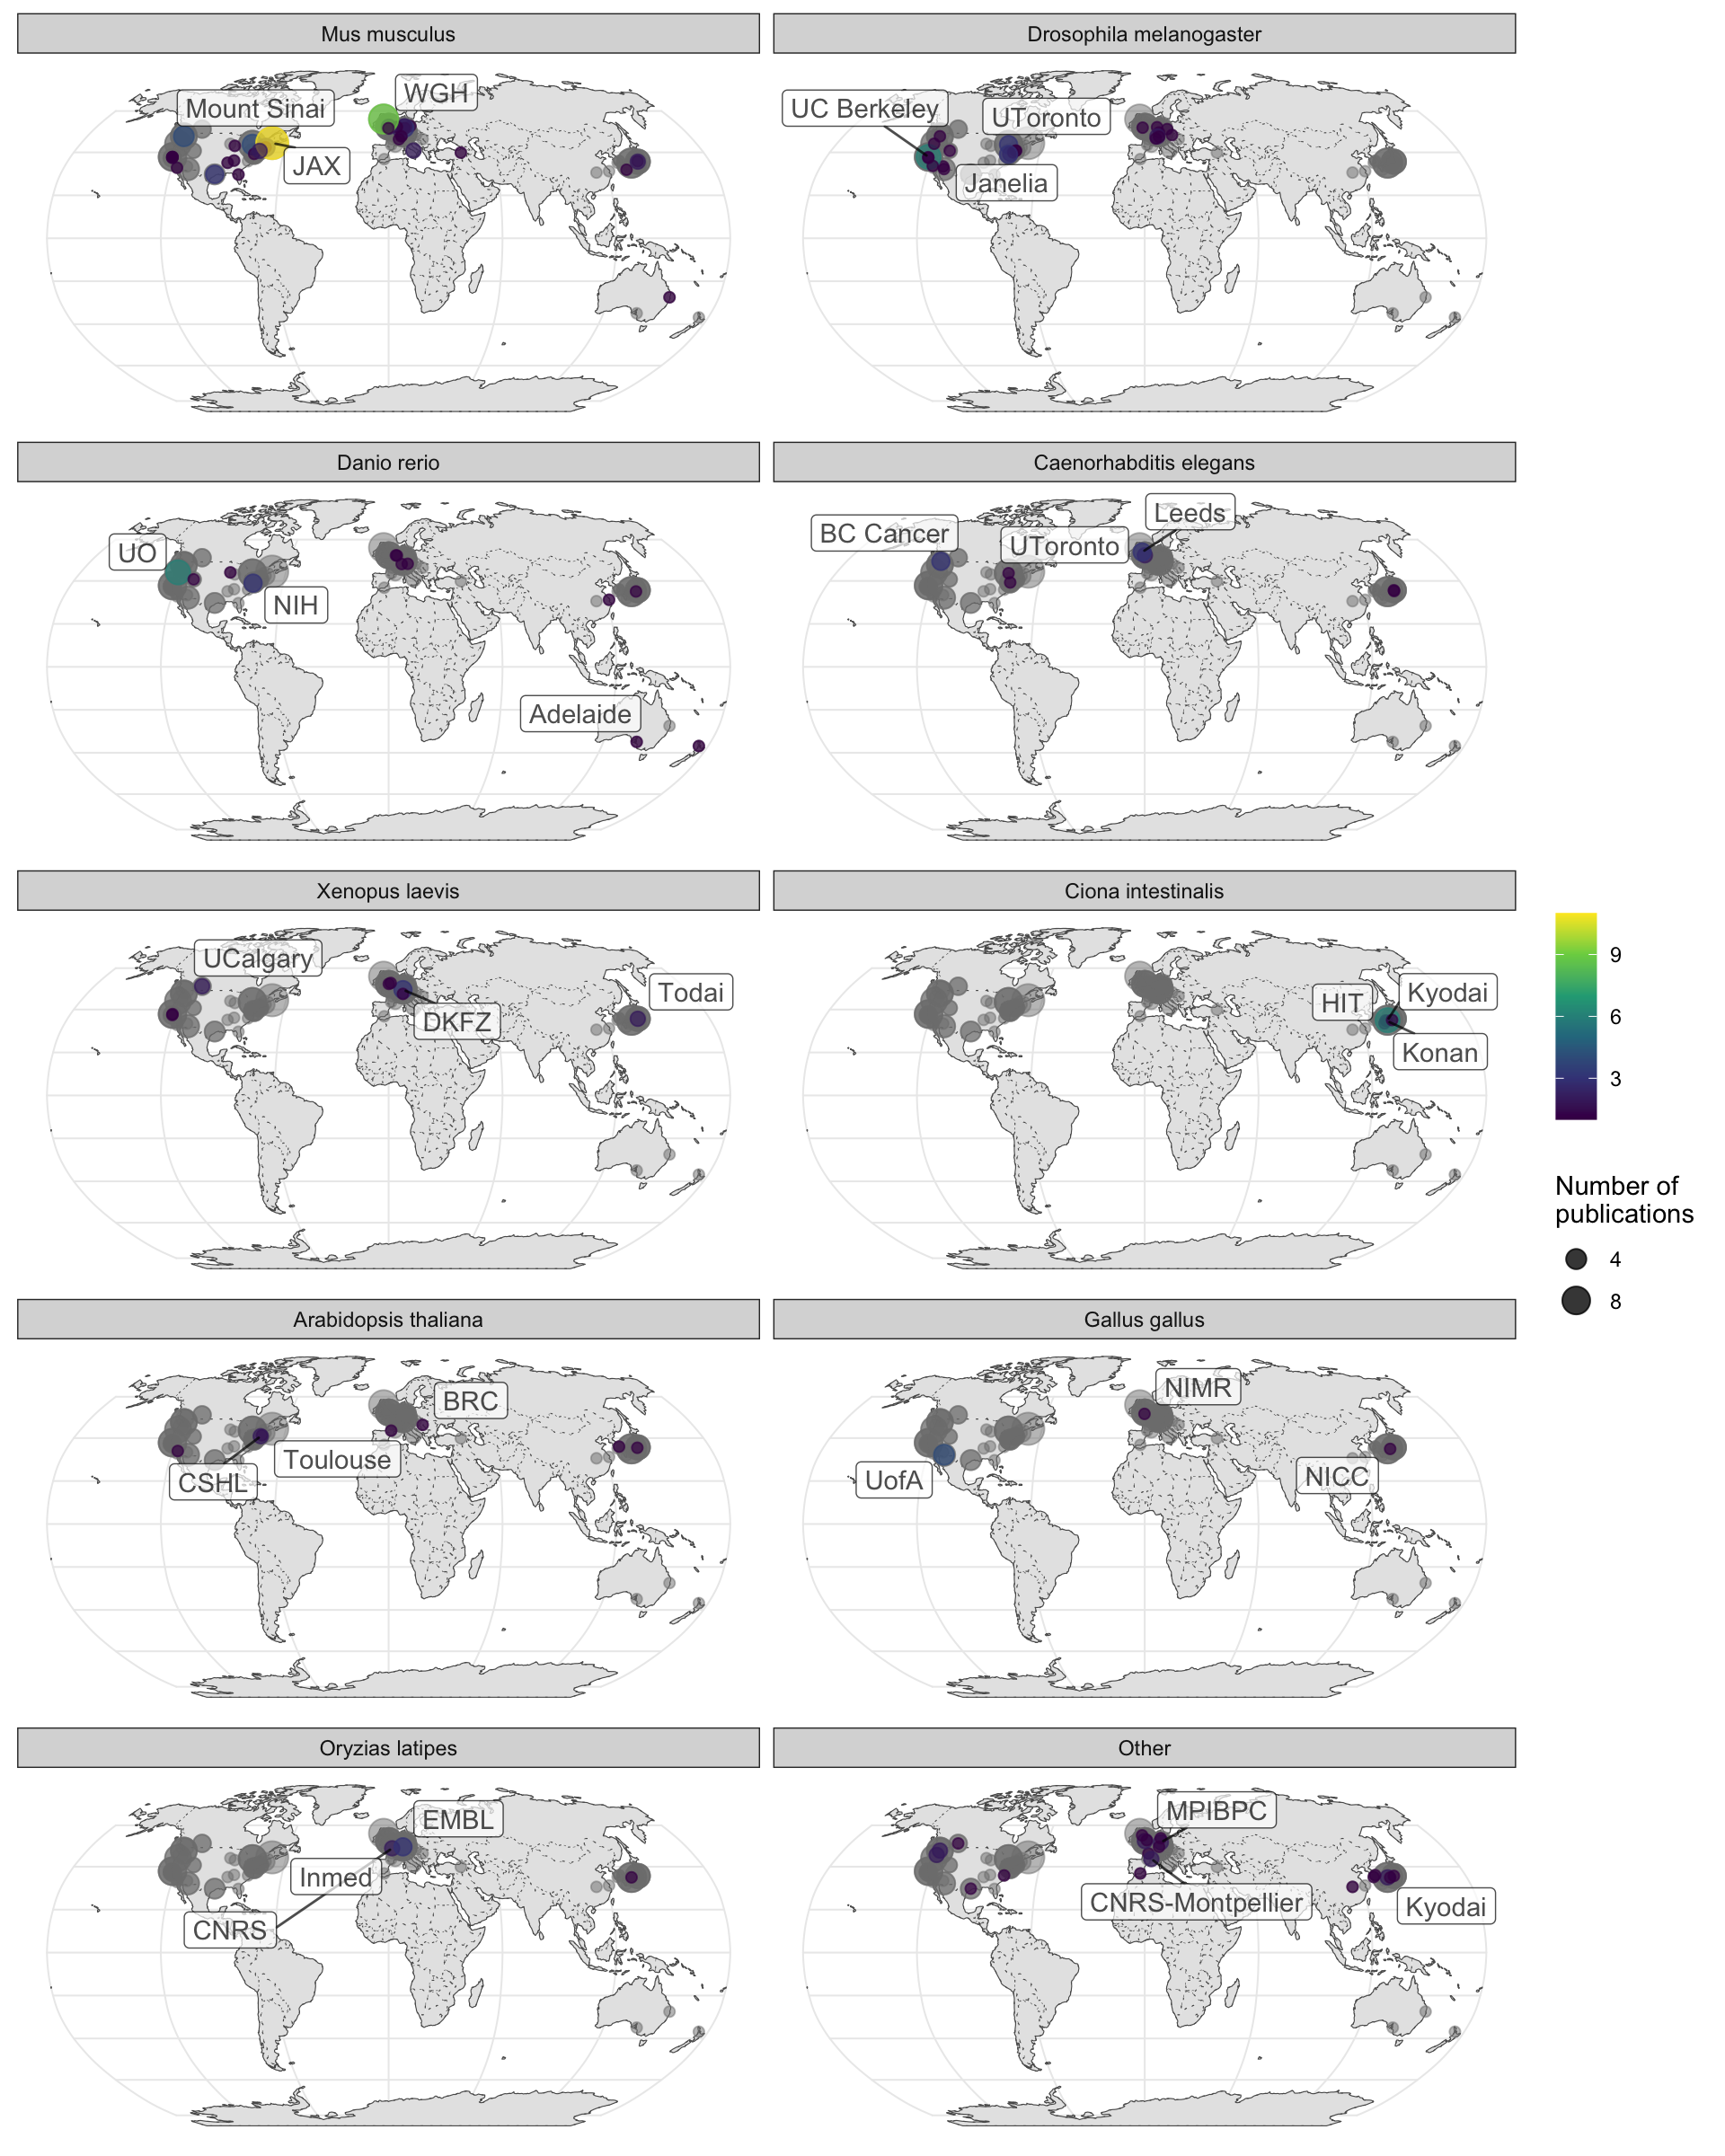 Mus musculus
Drosophila melanogaster
WGH
Mount Sinai
JAX
UC Berkeley
UToronto
Janelia
Danio rerio
Caenorhabditis elegans
UO
NIH
Adelaide
Leeds
BC Cancer
UToronto
Xenopus laevis
Ciona intestinalis
UCalgary
Todai
DKFZ
Kyodai
HIT
Konan
9
6
3
Number of
publications
4
8
Arabidopsis thaliana
Gallus gallus
BRC
Toulouse
CSHL
NIMR
UofA
NICC
Oryzias latipes
Other
EMBL
Inmed
CNRS
MPIBPC
CNRS-Montpellier
Kyodai